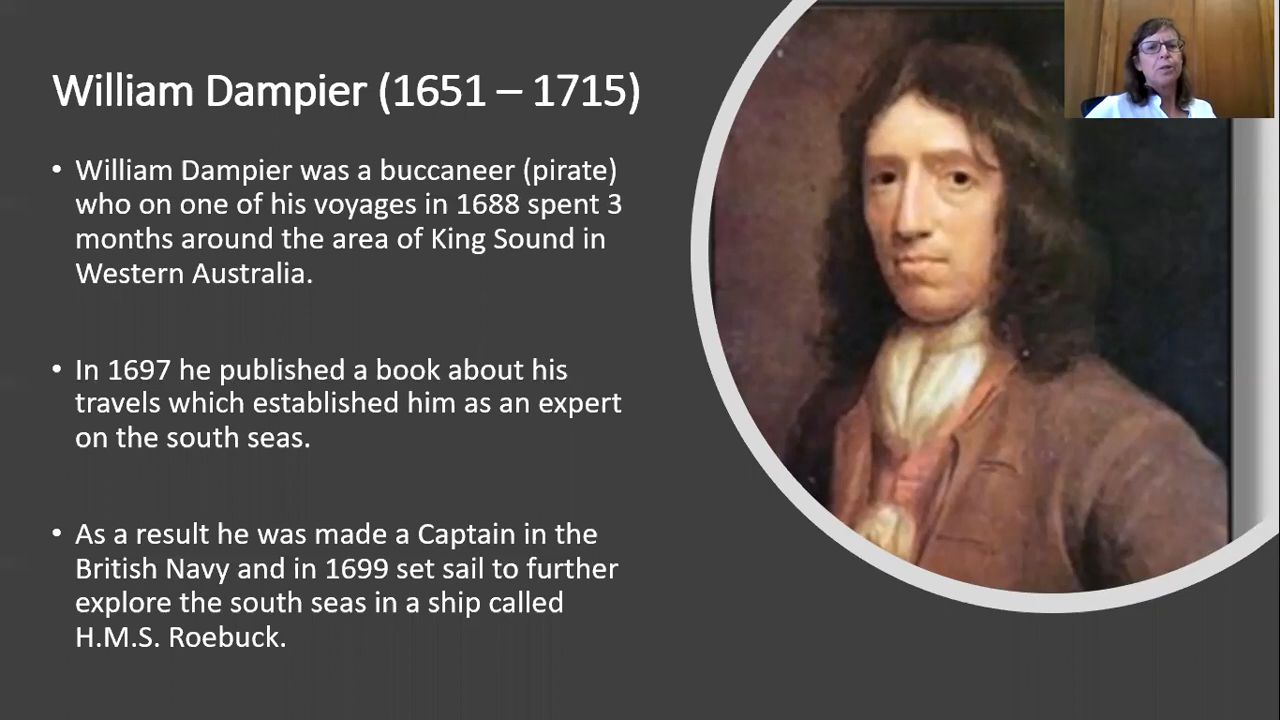 William Dampier (1651 – 1715)
• William Dampier was a buccaneer (pirate)
who on one of his voyages in 1688 spent 3
months around the area of King Sound in
Western Australia.
• In 1697 he published a book about his
travels which established him as an expert
on the south seas.
• As a result he was made a Captain in the
British Navy and in 1699 set sail to further
explore the south seas in a ship called
H.M.S. Roebuck.